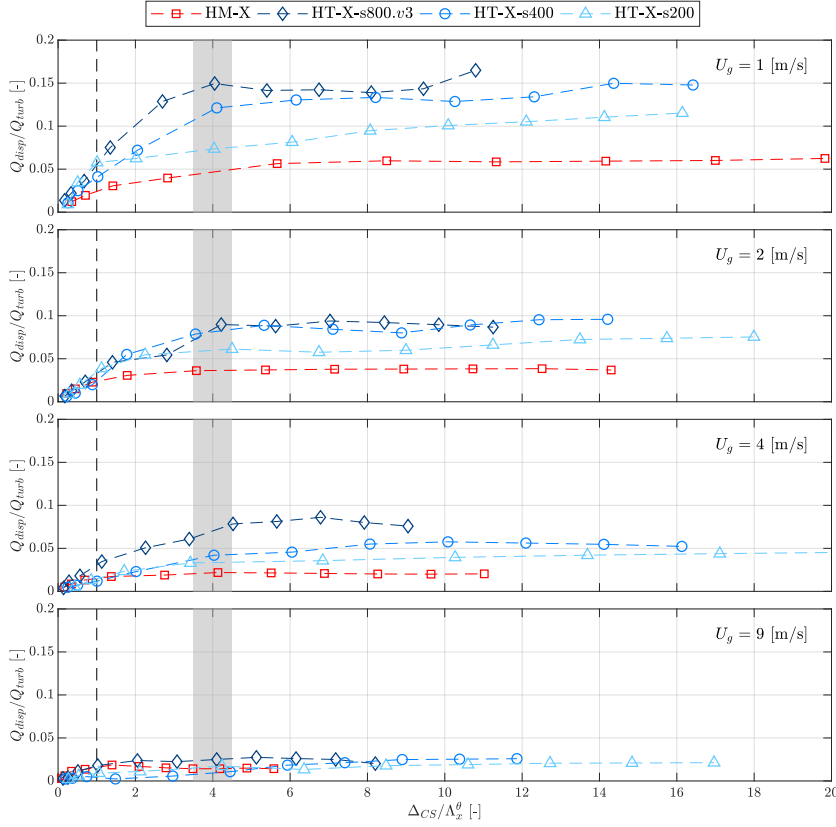 HM-X HT-X-s800.v3 HT-X-s400 HT-X-s200
0.2
0.15
0.1
0.05
0
Q_disp/Q_turb [-]
U_g = 1 [m/s]
0.2
0.15
0.1
0.05
0
Q_disp/Q_turb [-]
U_g = 2 [m/s]
0.2
0.15
0.1
0.05
0
Q_disp/Q_turb [-]
U_g = 4 [m/s]
0.2
0.15
0.1
0.05
0
Q_disp/Q_turb [-]
U_g = 9 [m/s]
0 2 4 6 8 10 12 14 16 18 20
Δ_CS/Λ_x^θ [-]